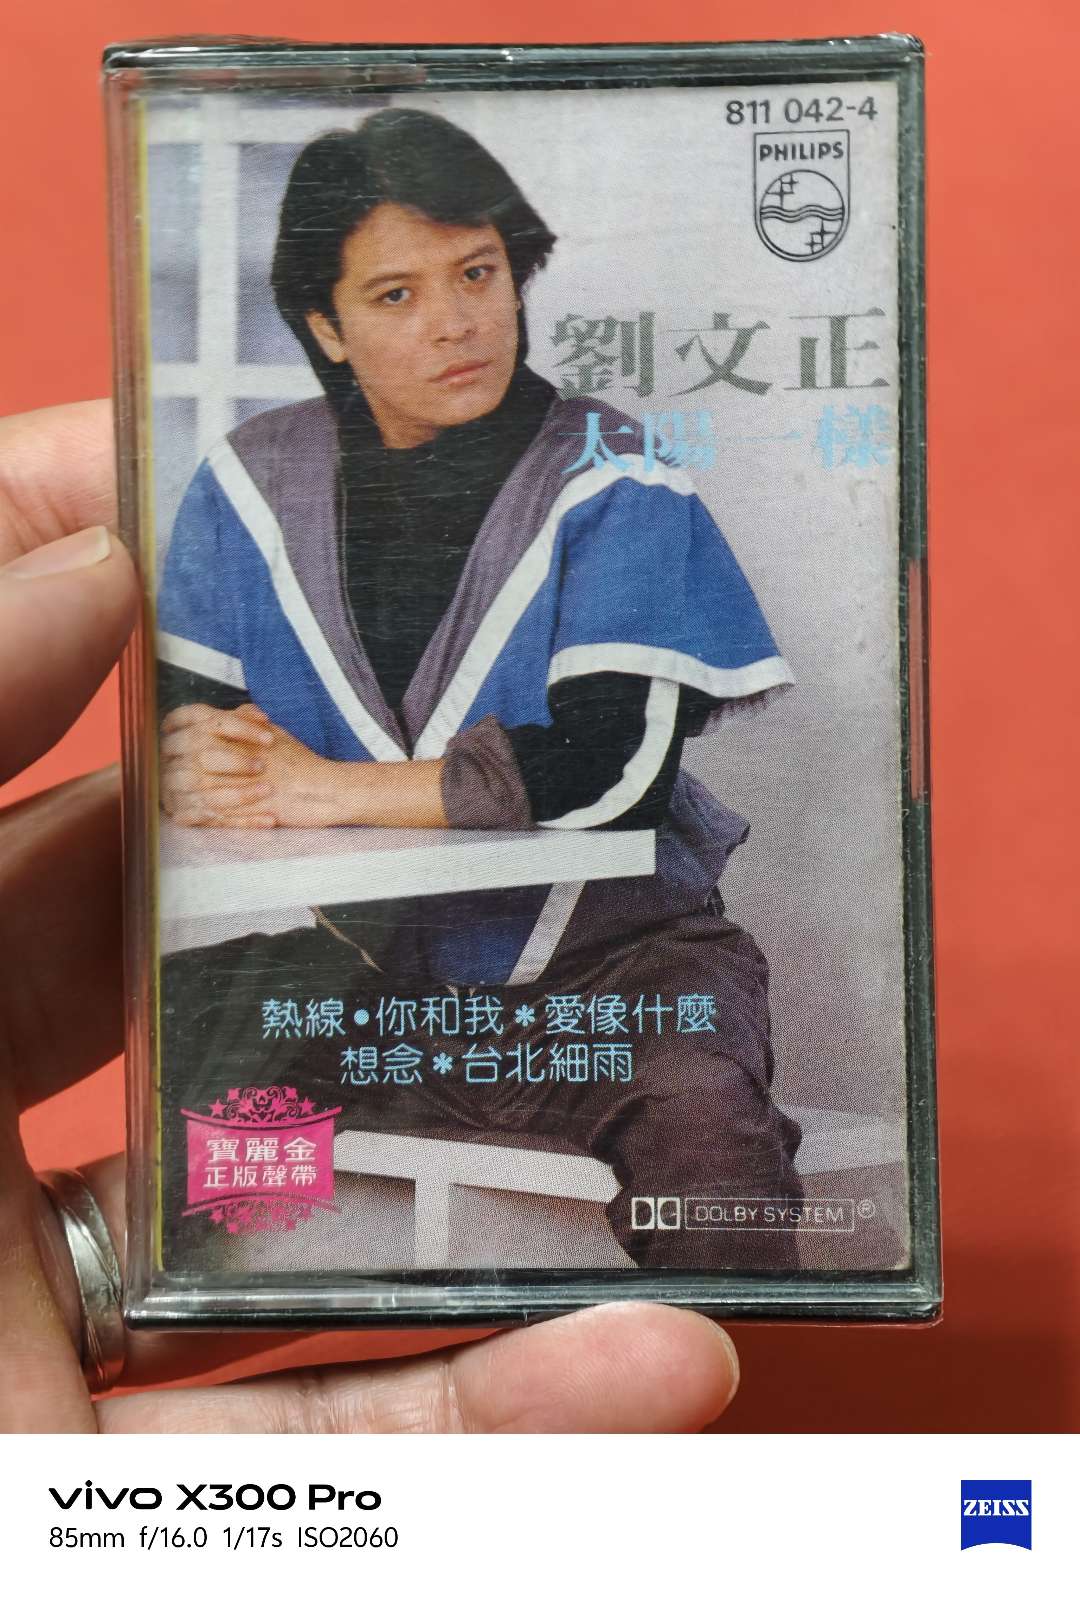 811 042-4
PHILIPS
劉文正
太陽一樣
熱線•你和我*愛像什麼
想念*台北細雨
寶麗金
正版聲帶
DOLBY SYSTEM ®
vivo X300 Pro
85mm f/16.0 1/17s ISO2060
ZEISS